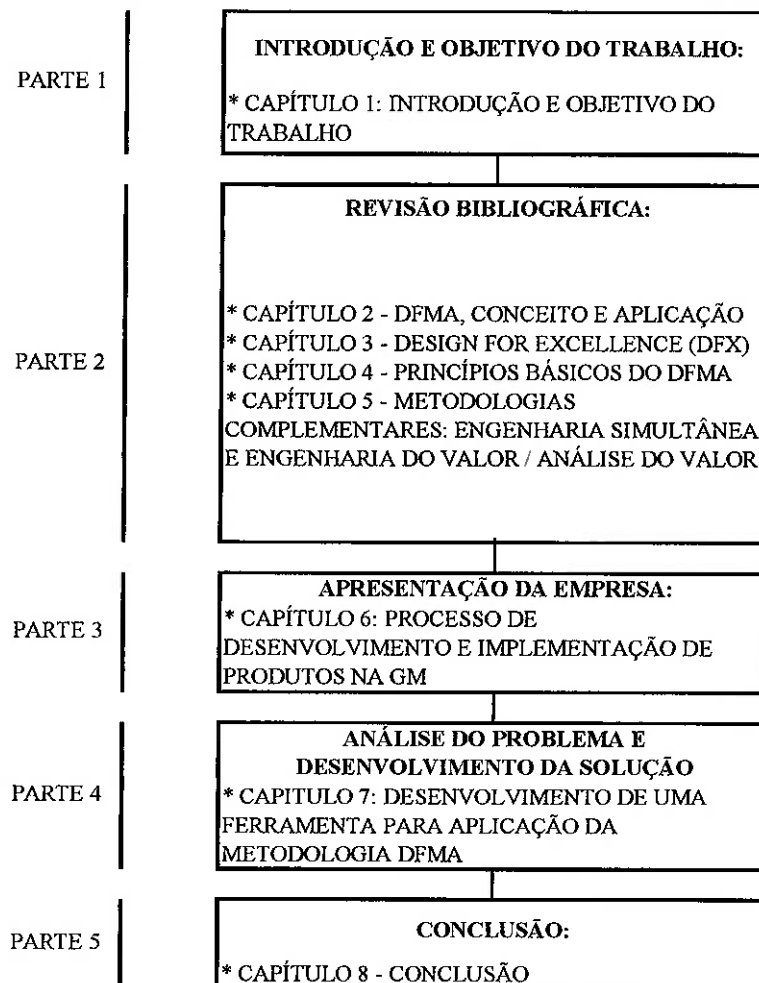 PARTE 1
INTRODUÇÃO E OBJETIVO DO TRABALHO:
* CAPÍTULO 1: INTRODUÇÃO E OBJETIVO DO
TRABALHO
PARTE 2
REVISÃO BIBLIOGRÁFICA:
* CAPÍTULO 2 - DFMA, CONCEITO E APLICAÇÃO
* CAPÍTULO 3 - DESIGN FOR EXCELLENCE (DFX)
* CAPÍTULO 4 - PRINCÍPIOS BÁSICOS DO DFMA
* CAPÍTULO 5 - METODOLOGIAS
COMPLEMENTARES: ENGENHARIA SIMULTÂNEA
E ENGENHARIA DO VALOR / ANÁLISE DO VALOR
PARTE 3
APRESENTAÇÃO DA EMPRESA:
* CAPÍTULO 6: PROCESSO DE
DESENVOLVIMENTO E IMPLEMENTAÇÃO DE
PRODUTOS NA GM
PARTE 4
ANÁLISE DO PROBLEMA E
DESENVOLVIMENTO DA SOLUÇÃO
* CAPITULO 7: DESENVOLVIMENTO DE UMA
FERRAMENTA PARA APLICAÇÃO DA
METODOLOGIA DFMA
PARTE 5
CONCLUSÃO:
* CAPÍTULO 8 - CONCLUSÃO